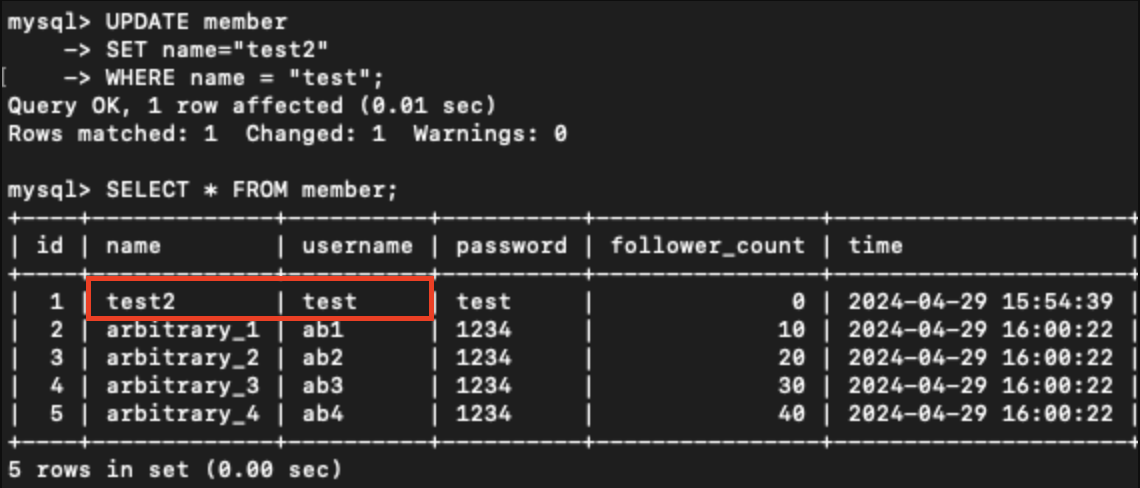 mysql> UPDATE member
    -> SET name="test2"
[    -> WHERE name = "test";
Query OK, 1 row affected (0.01 sec)
Rows matched: 1  Changed: 1  Warnings: 0

mysql> SELECT * FROM member;
+----+-------------+----------+----------+----------------+---------------------+
| id | name        | username | password | follower_count | time                |
+----+-------------+----------+----------+----------------+---------------------+
|  1 | test2       | test     | test     |              0 | 2024-04-29 15:54:39 |
|  2 | arbitrary_1 | ab1      | 1234     |             10 | 2024-04-29 16:00:22 |
|  3 | arbitrary_2 | ab2      | 1234     |             20 | 2024-04-29 16:00:22 |
|  4 | arbitrary_3 | ab3      | 1234     |             30 | 2024-04-29 16:00:22 |
|  5 | arbitrary_4 | ab4      | 1234     |             40 | 2024-04-29 16:00:22 |
+----+-------------+----------+----------+----------------+---------------------+
5 rows in set (0.00 sec)